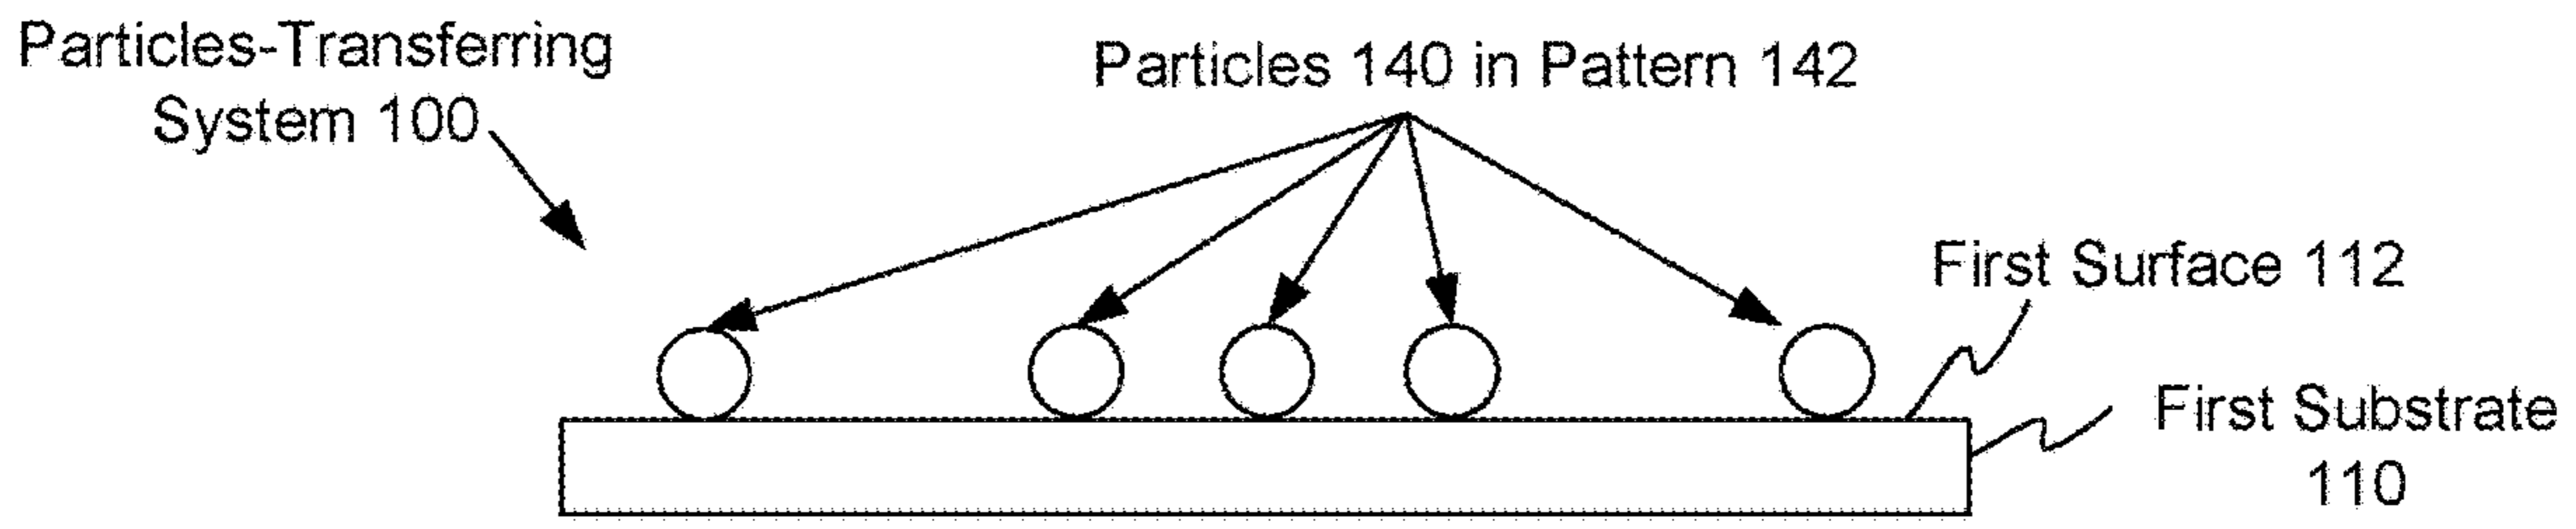 Particles-Transferring
System 100
Particles 140 in Pattern 142
First Surface 112
First Substrate
110